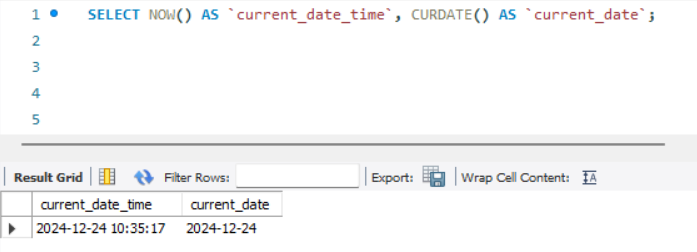 1 SELECT NOW() AS `current_date_time`, CURDATE() AS `current_date`;
2
3
4
5
Result Grid Filter Rows: Export: Wrap Cell Content: IA
current_date_time current_date
2024-12-24 10:35:17 2024-12-24